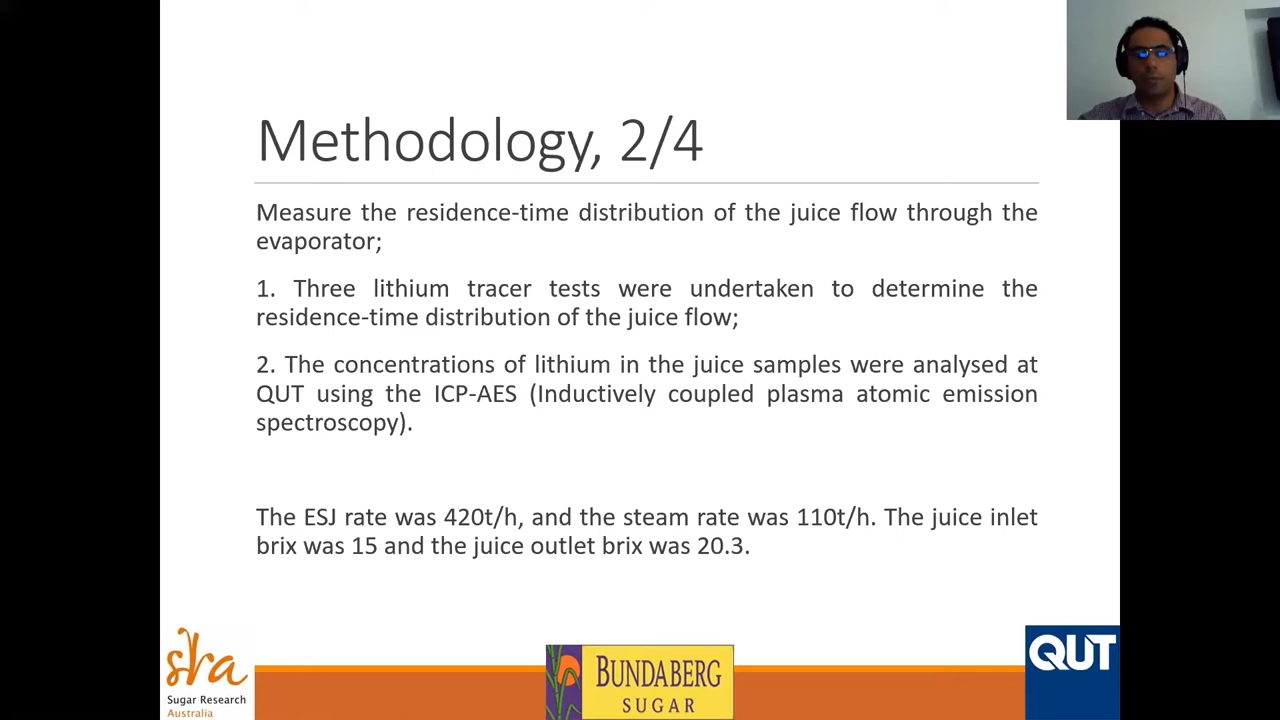 Methodology, 2/4
Measure the residence-time distribution of the juice flow through the
evaporator;
1. Three lithium tracer tests were undertaken to determine the
residence-time distribution of the juice flow;
2. The concentrations of lithium in the juice samples were analysed at
QUT using the ICP-AES (Inductively coupled plasma atomic emission
spectroscopy).
The ESJ rate was 420t/h, and the steam rate was 110t/h. The juice inlet
brix was 15 and the juice outlet brix was 20.3.
sra
Sugar Research
Australia
BUNDABERG
SUGAR
QUT